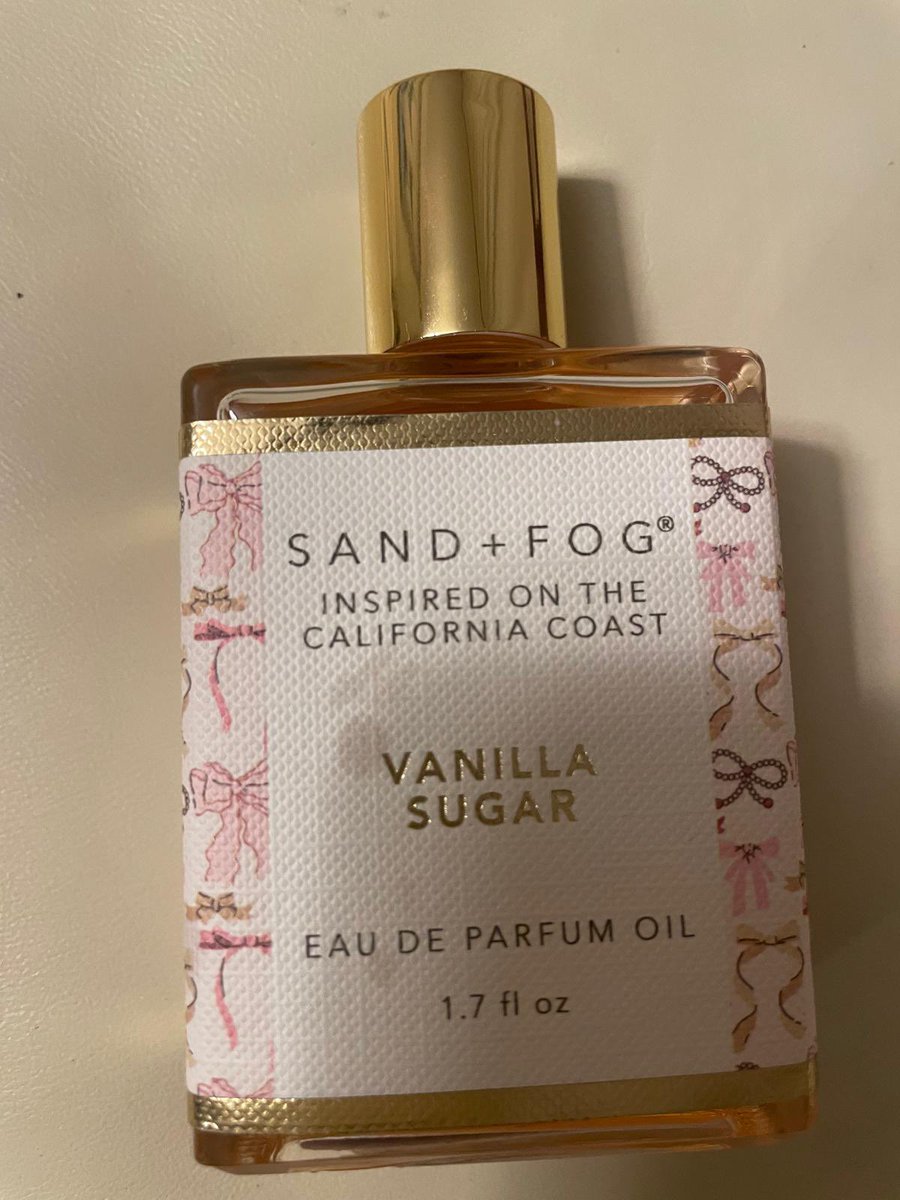 SAND + FOG®
INSPIRED ON THE
CALIFORNIA COAST
VANILLA
SUGAR
EAU DE PARFUM OIL
1.7 fl oz